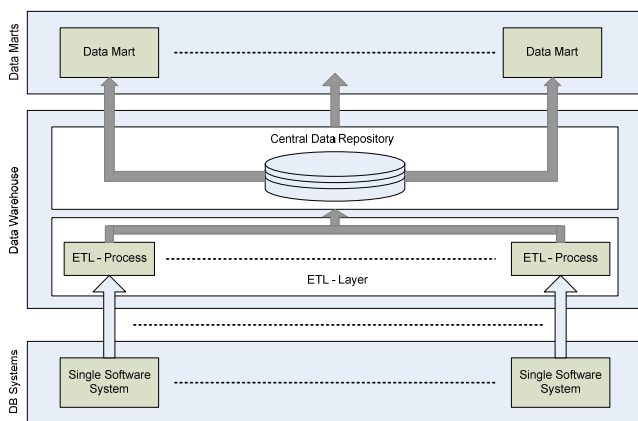 Data Marts
Data Mart
Data Mart
Data Warehouse
Central Data Repository
ETL - Process
ETL - Process
ETL - Layer
DB Systems
Single Software
System
Single Software
System